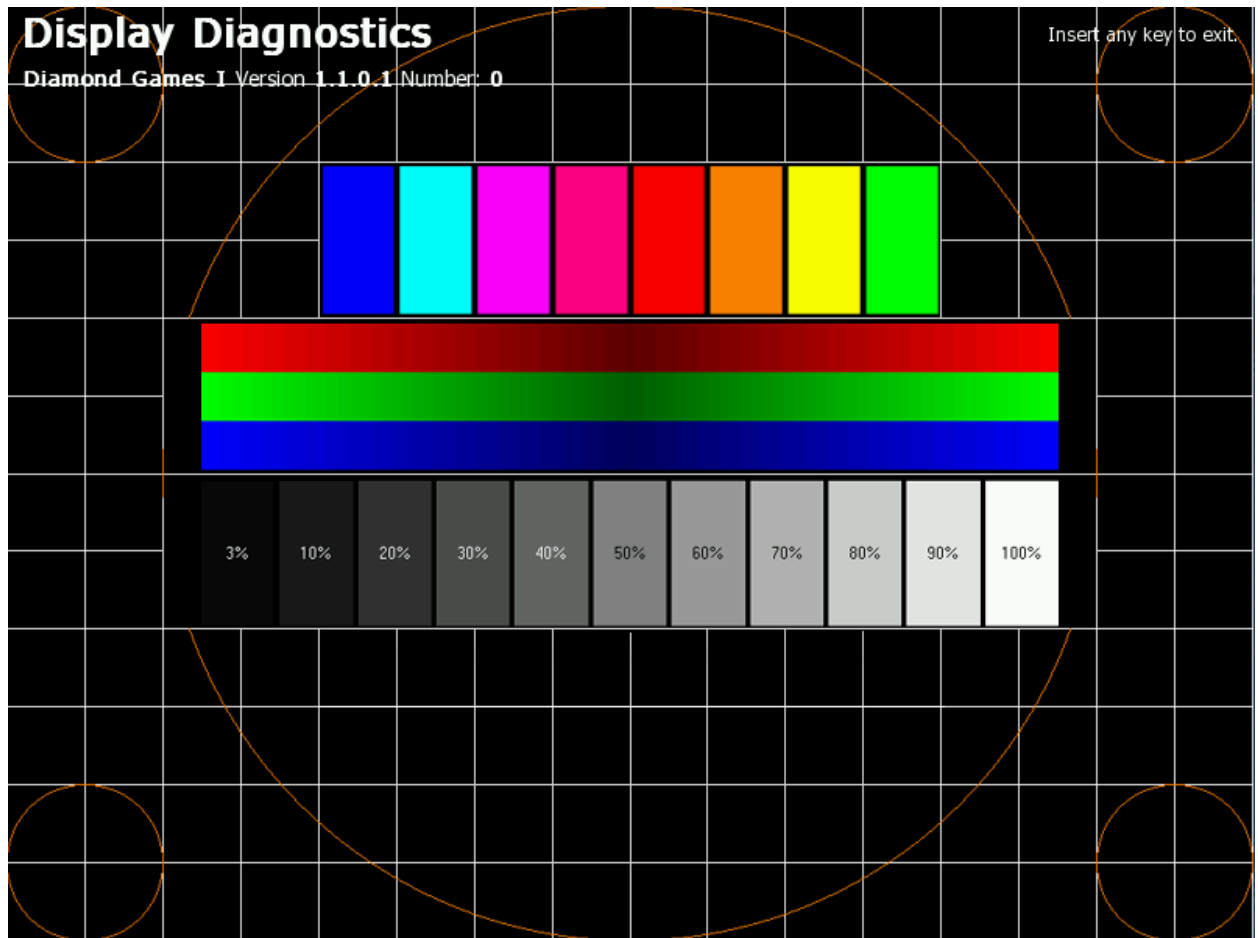 Display Diagnostics
Insert any key to exit.
Diamond Games I Version 1.1.0.1 Number: 0
3% 10% 20% 30% 40% 50% 60% 70% 80% 90% 100%